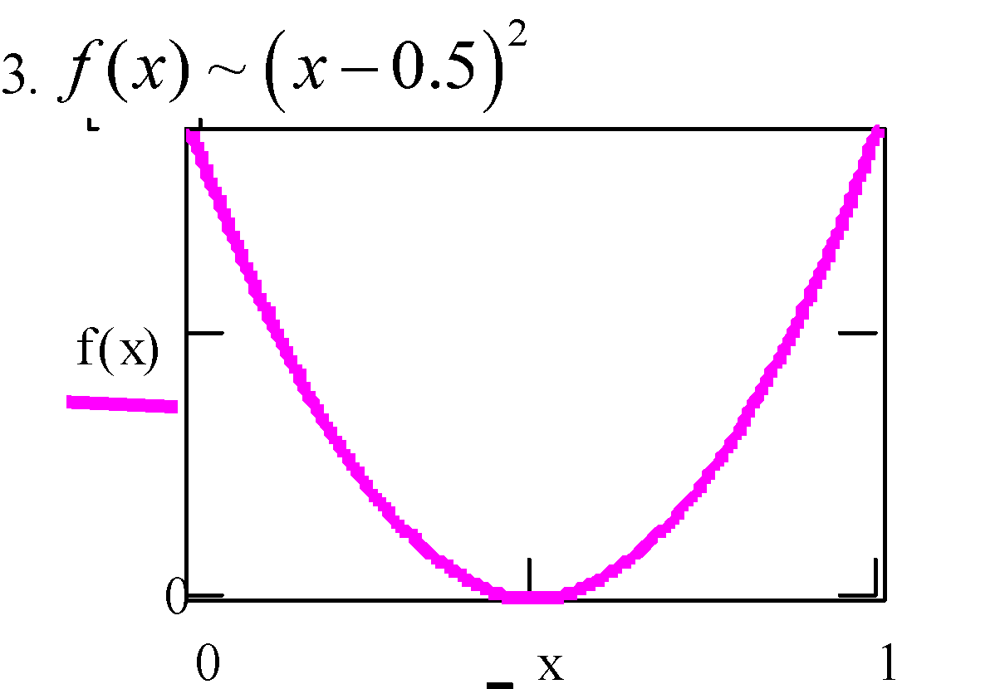 3. f(x) ~ (x − 0.5)²
f(x)
0
0 x 1